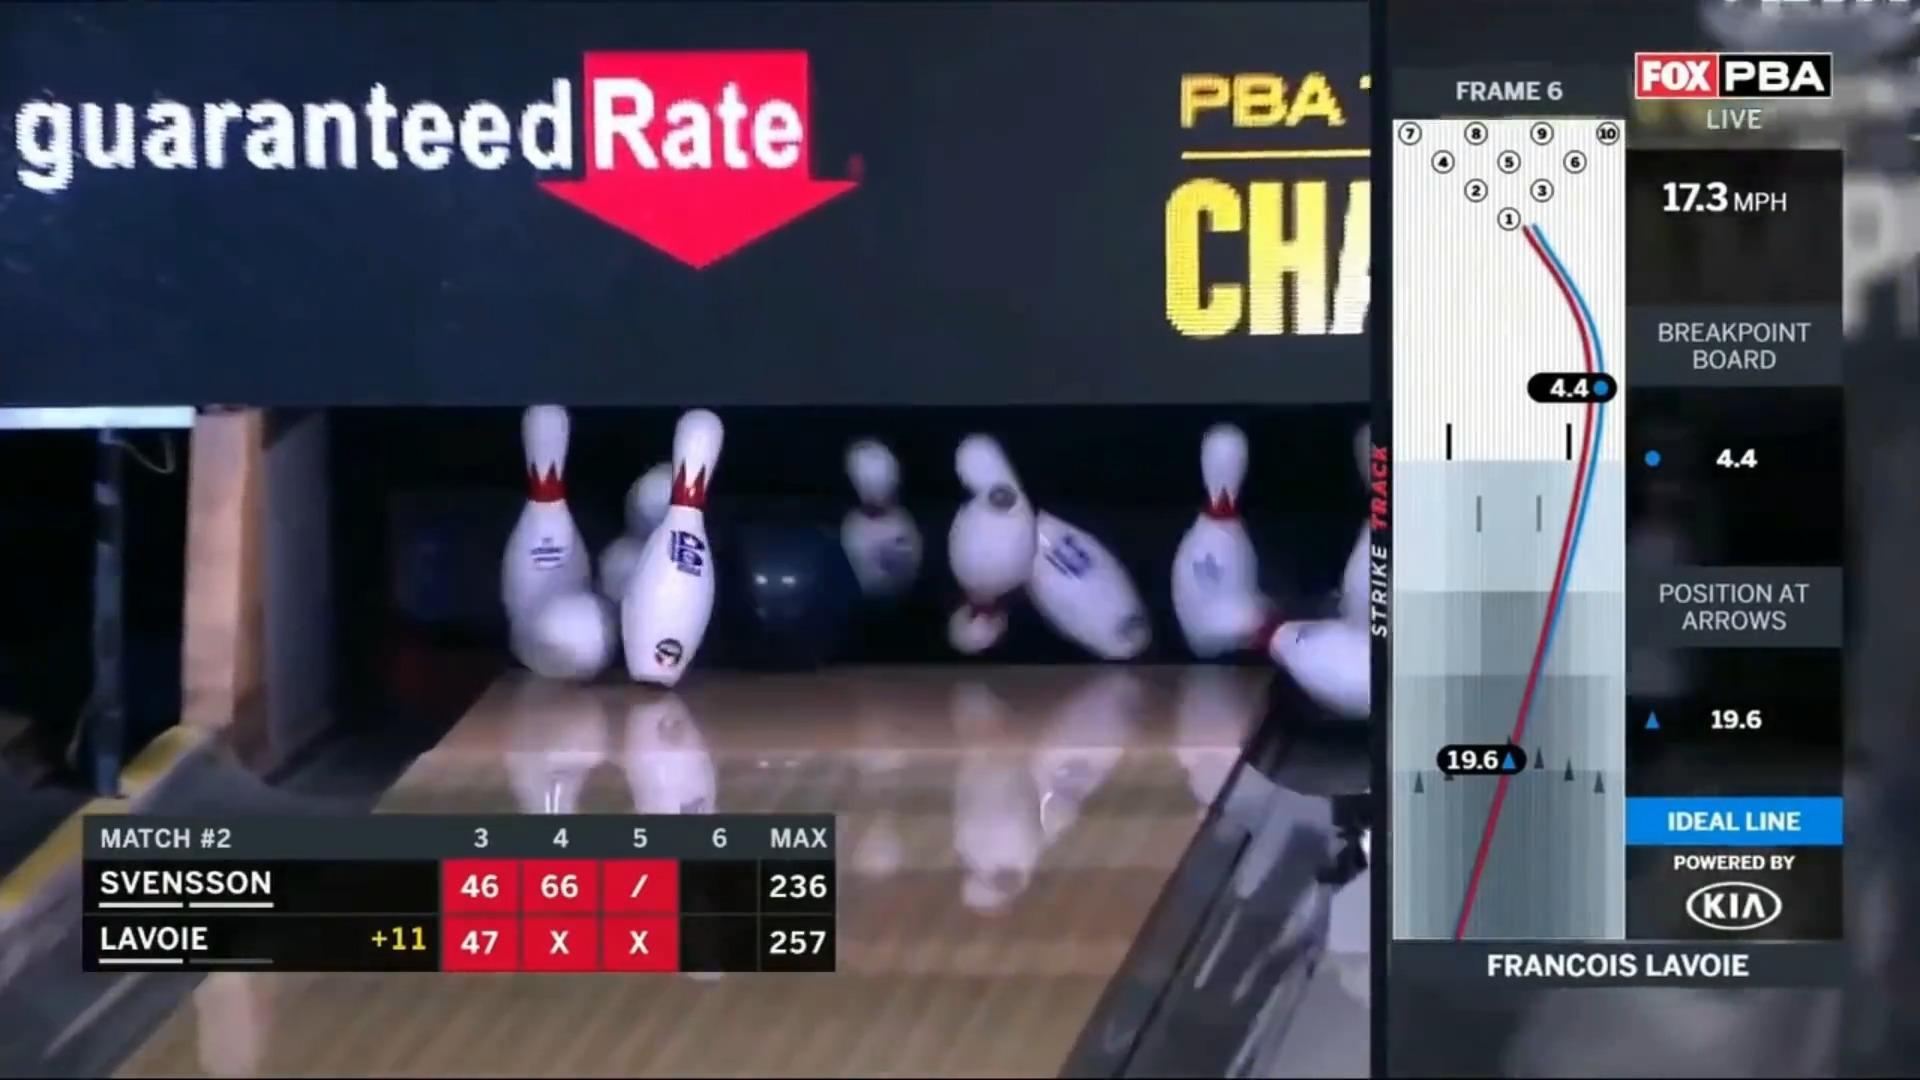 guaranteed Rate
PBA
CHA
FRAME 6
FOX PBA
LIVE
7 8 9 10
4 5 6
2 3
1
17.3 MPH
BREAKPOINT
BOARD
4.4
4.4
STRIKE TRACK
POSITION AT
ARROWS
19.6
19.6
IDEAL LINE
POWERED BY
KIA
FRANCOIS LAVOIE
MATCH #2 3 4 5 6 MAX
SVENSSON 46 66 / 236
LAVOIE +11 47 X X 257